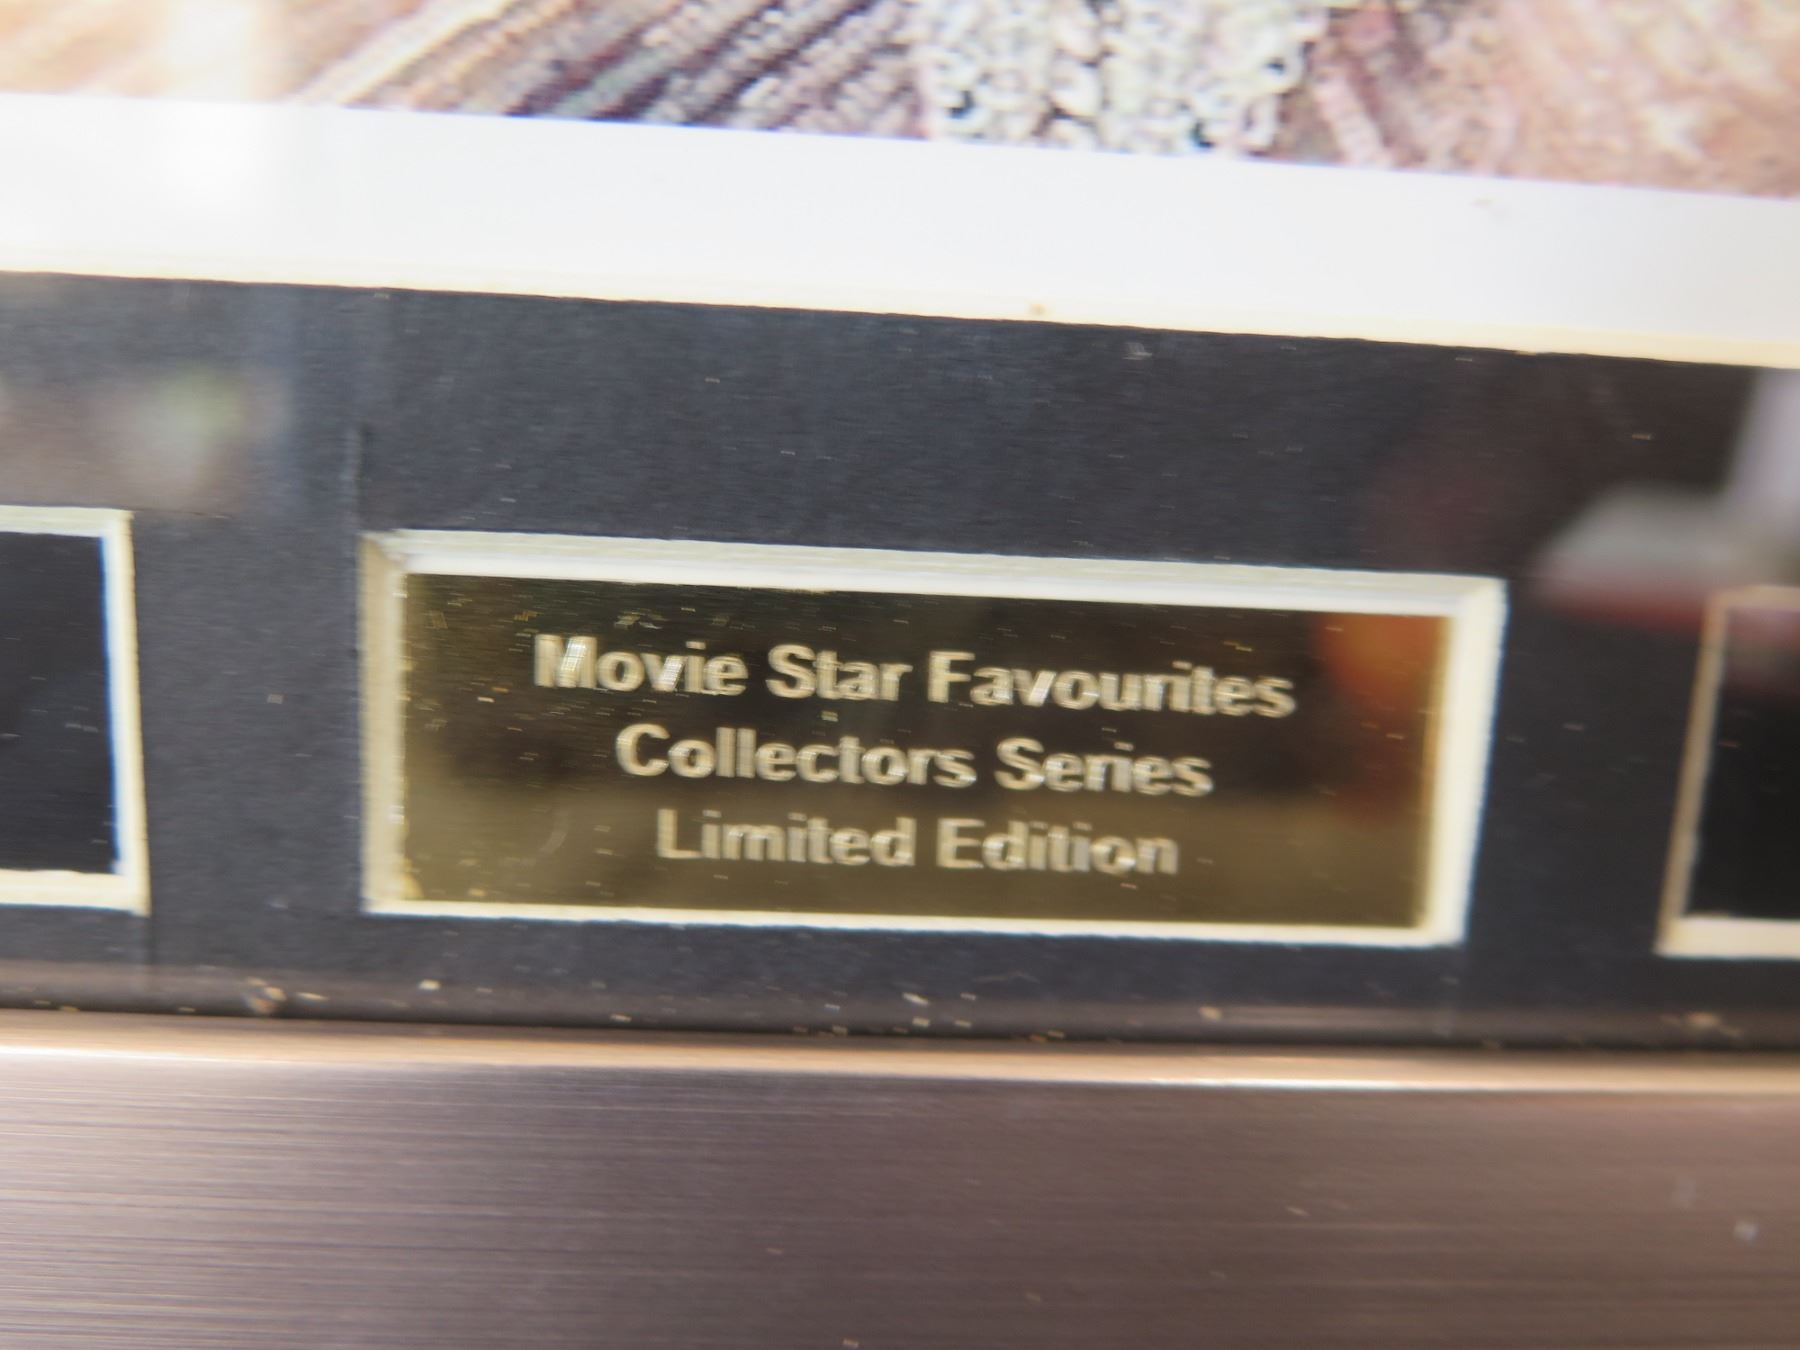 Movie Star Favourites
Collectors Series
Limited Edition